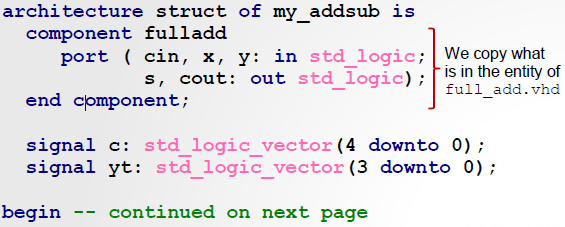 architecture struct of my_addsub is
component fulladd
port ( cin, x, y: in std_logic;
s, cout: out std_logic);
end component;
We copy what
is in the entity of
full_add.vhd
signal c: std_logic_vector(4 downto 0);
signal yt: std_logic_vector(3 downto 0);
begin -- continued on next page